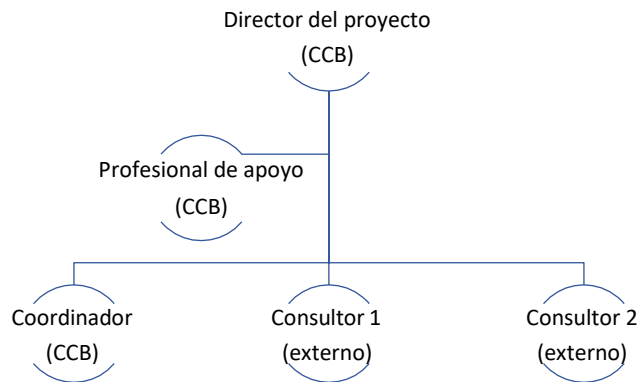 Director del proyecto
(CCB)
Profesional de apoyo
(CCB)
Coordinador
(CCB)
Consultor 1
(externo)
Consultor 2
(externo)